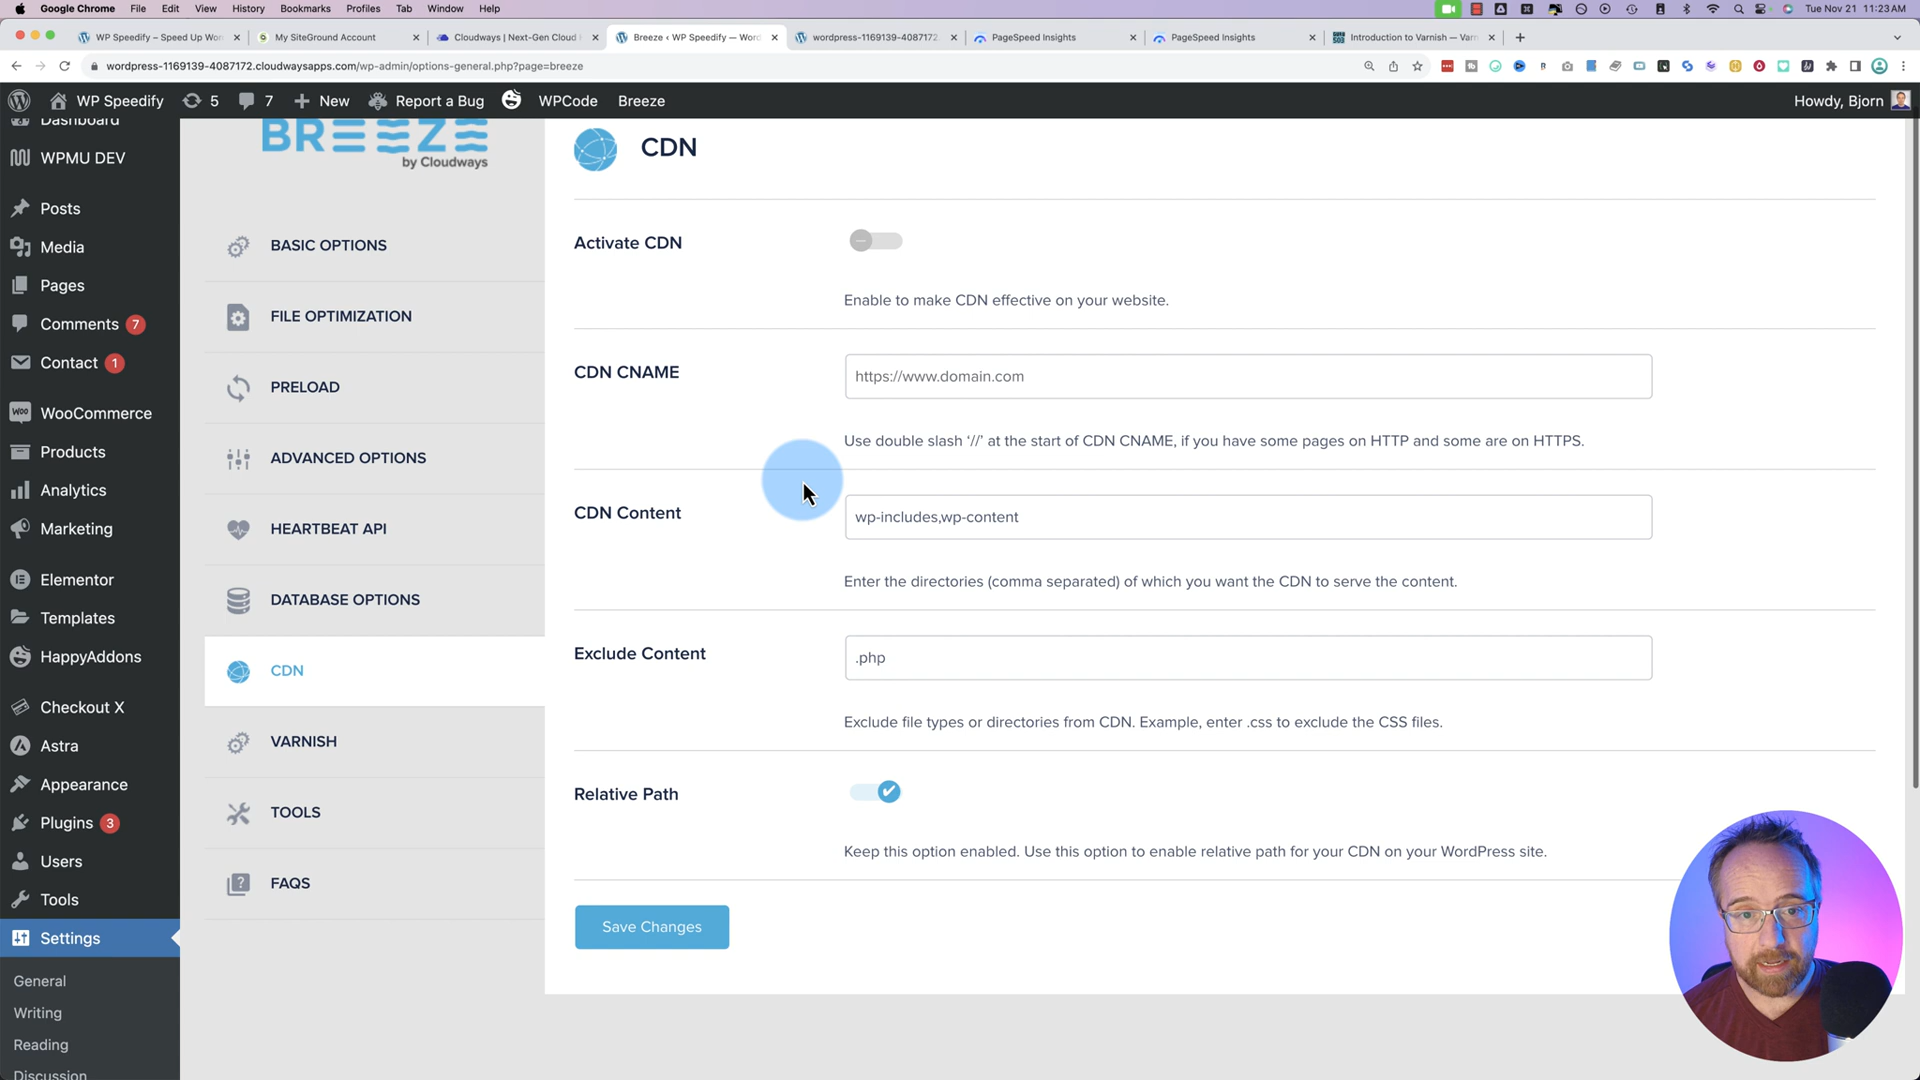 Google Chrome File Edit View History Bookmarks Profiles Tab Window Help Tue Nov 21 11:23 AM
WP Speedify – Speed Up Wor My SiteGround Account Cloudways | Next-Gen Cloud Breeze ‹ WP Speedify — Word wordpress-1169139-4087172. PageSpeed Insights PageSpeed Insights Introduction to Varnish — Varn
wordpress-1169139-4087172.cloudwaysapps.com/wp-admin/options-general.php?page=breeze
WP Speedify 5 7 New Report a Bug WPCode Breeze Howdy, Bjorn
Dashboard
WPMU DEV
Posts
Media
Pages
Comments 7
Contact 1
WooCommerce
Products
Analytics
Marketing
Elementor
Templates
HappyAddons
Checkout X
Astra
Appearance
Plugins 3
Users
Tools
Settings
General
Writing
Reading
Discussion
BREEZE
by Cloudways
BASIC OPTIONS
FILE OPTIMIZATION
PRELOAD
ADVANCED OPTIONS
HEARTBEAT API
DATABASE OPTIONS
CDN
VARNISH
TOOLS
FAQS
CDN
Activate CDN
Enable to make CDN effective on your website.
CDN CNAME
https://www.domain.com
Use double slash ‘//’ at the start of CDN CNAME, if you have some pages on HTTP and some are on HTTPS.
CDN Content
wp-includes,wp-content
Enter the directories (comma separated) of which you want the CDN to serve the content.
Exclude Content
.php
Exclude file types or directories from CDN. Example, enter .css to exclude the CSS files.
Relative Path
Keep this option enabled. Use this option to enable relative path for your CDN on your WordPress site.
Save Changes